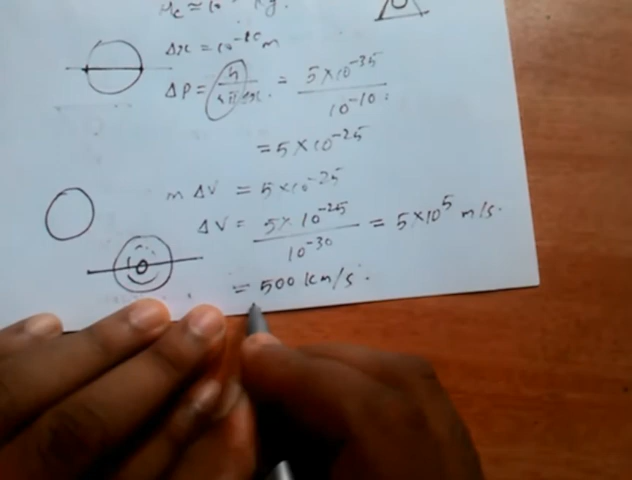 Δx = 10⁻¹⁰ m
ΔP = h/4πΔx = 5×10⁻³⁵/10⁻¹⁰
= 5×10⁻²⁵
m ΔV = 5×10⁻²⁵
ΔV = 5×10⁻²⁵/10⁻³⁰ = 5×10⁵ m/s.
= 500 km/s.